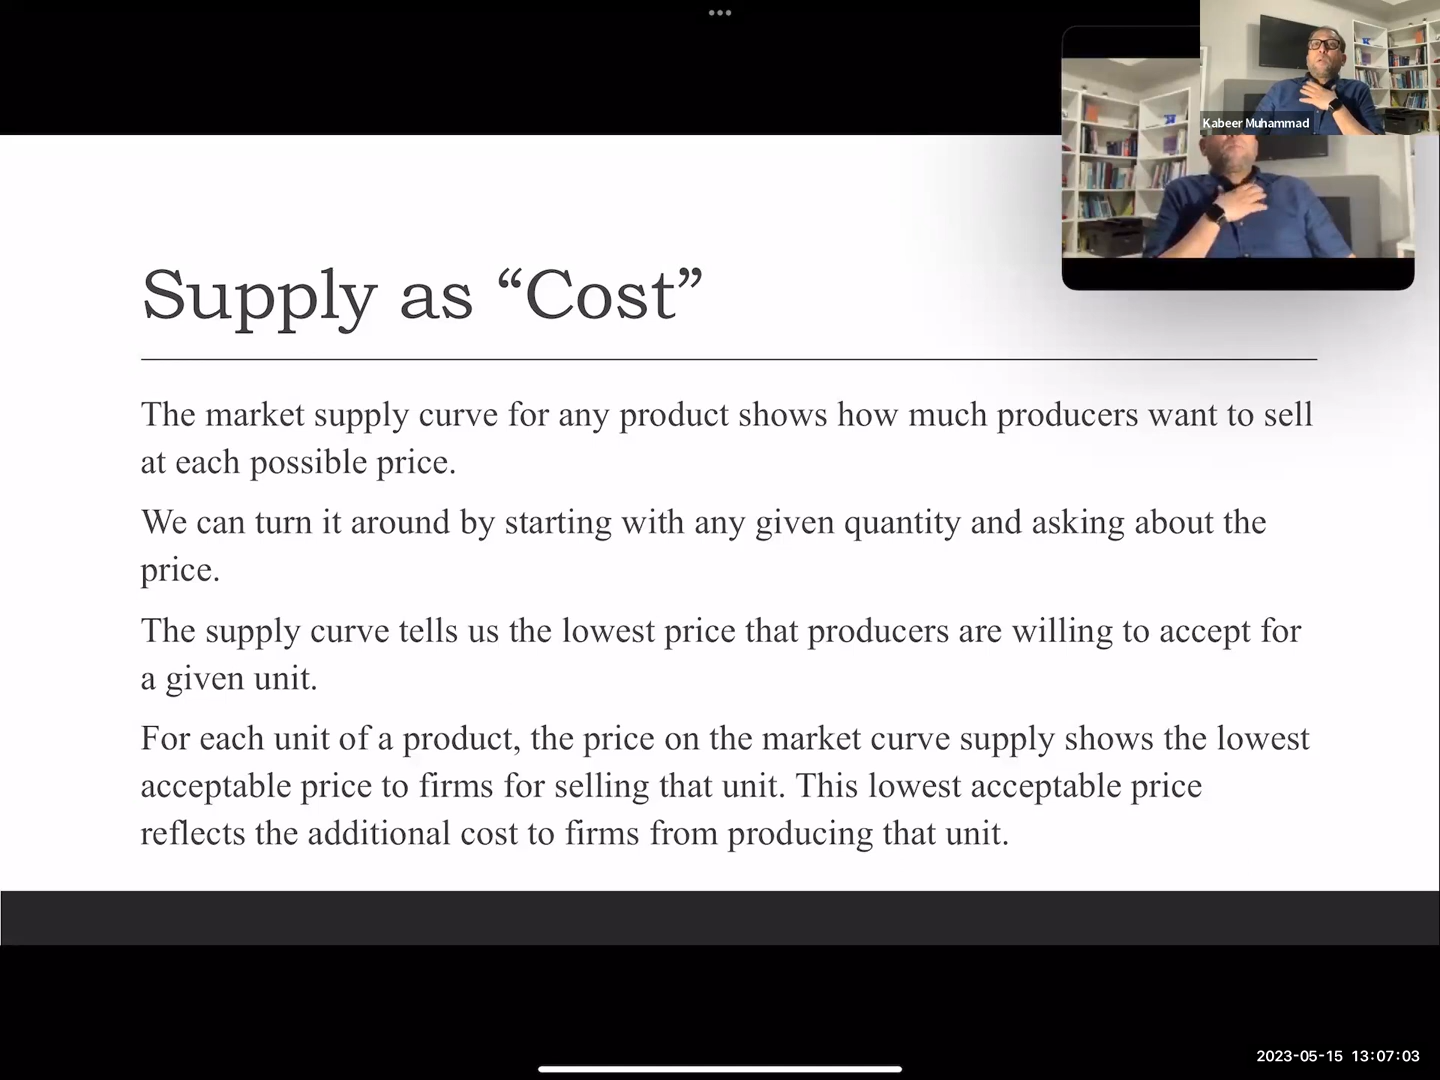 Kabeer Muhammad
Supply as “Cost”
The market supply curve for any product shows how much producers want to sell
at each possible price.
We can turn it around by starting with any given quantity and asking about the
price.
The supply curve tells us the lowest price that producers are willing to accept for
a given unit.
For each unit of a product, the price on the market curve supply shows the lowest
acceptable price to firms for selling that unit. This lowest acceptable price
reflects the additional cost to firms from producing that unit.
2023-05-15 13:07:03